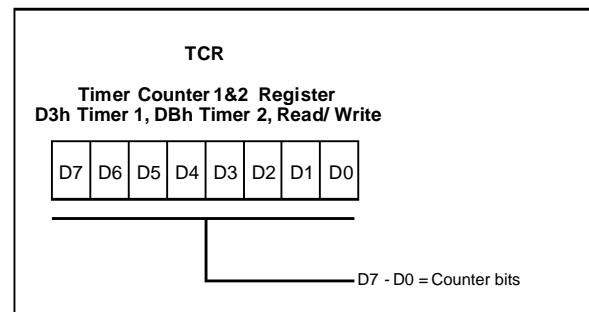 TCR
Timer Counter 1&2 Register
D3h Timer 1, DBh Timer 2, Read/ Write
D7 D6 D5 D4 D3 D2 D1 D0
D7 - D0 = Counter bits